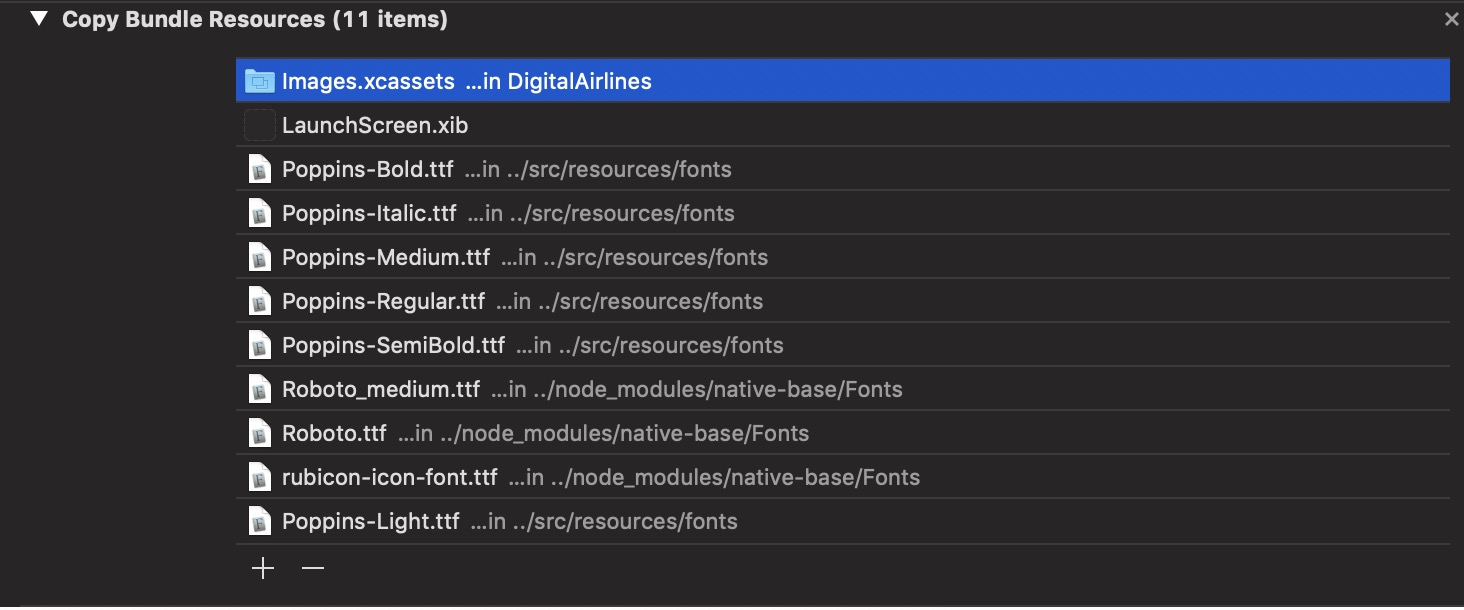 Copy Bundle Resources (11 items)
Images.xcassets ...in DigitalAirlines
LaunchScreen.xib
Poppins-Bold.ttf ...in ../src/resources/fonts
Poppins-Italic.ttf ...in ../src/resources/fonts
Poppins-Medium.ttf ...in ../src/resources/fonts
Poppins-Regular.ttf ...in ../src/resources/fonts
Poppins-SemiBold.ttf ...in ../src/resources/fonts
Roboto_medium.ttf ...in ../node_modules/native-base/Fonts
Roboto.ttf ...in ../node_modules/native-base/Fonts
rubicon-icon-font.ttf ...in ../node_modules/native-base/Fonts
Poppins-Light.ttf ...in ../src/resources/fonts